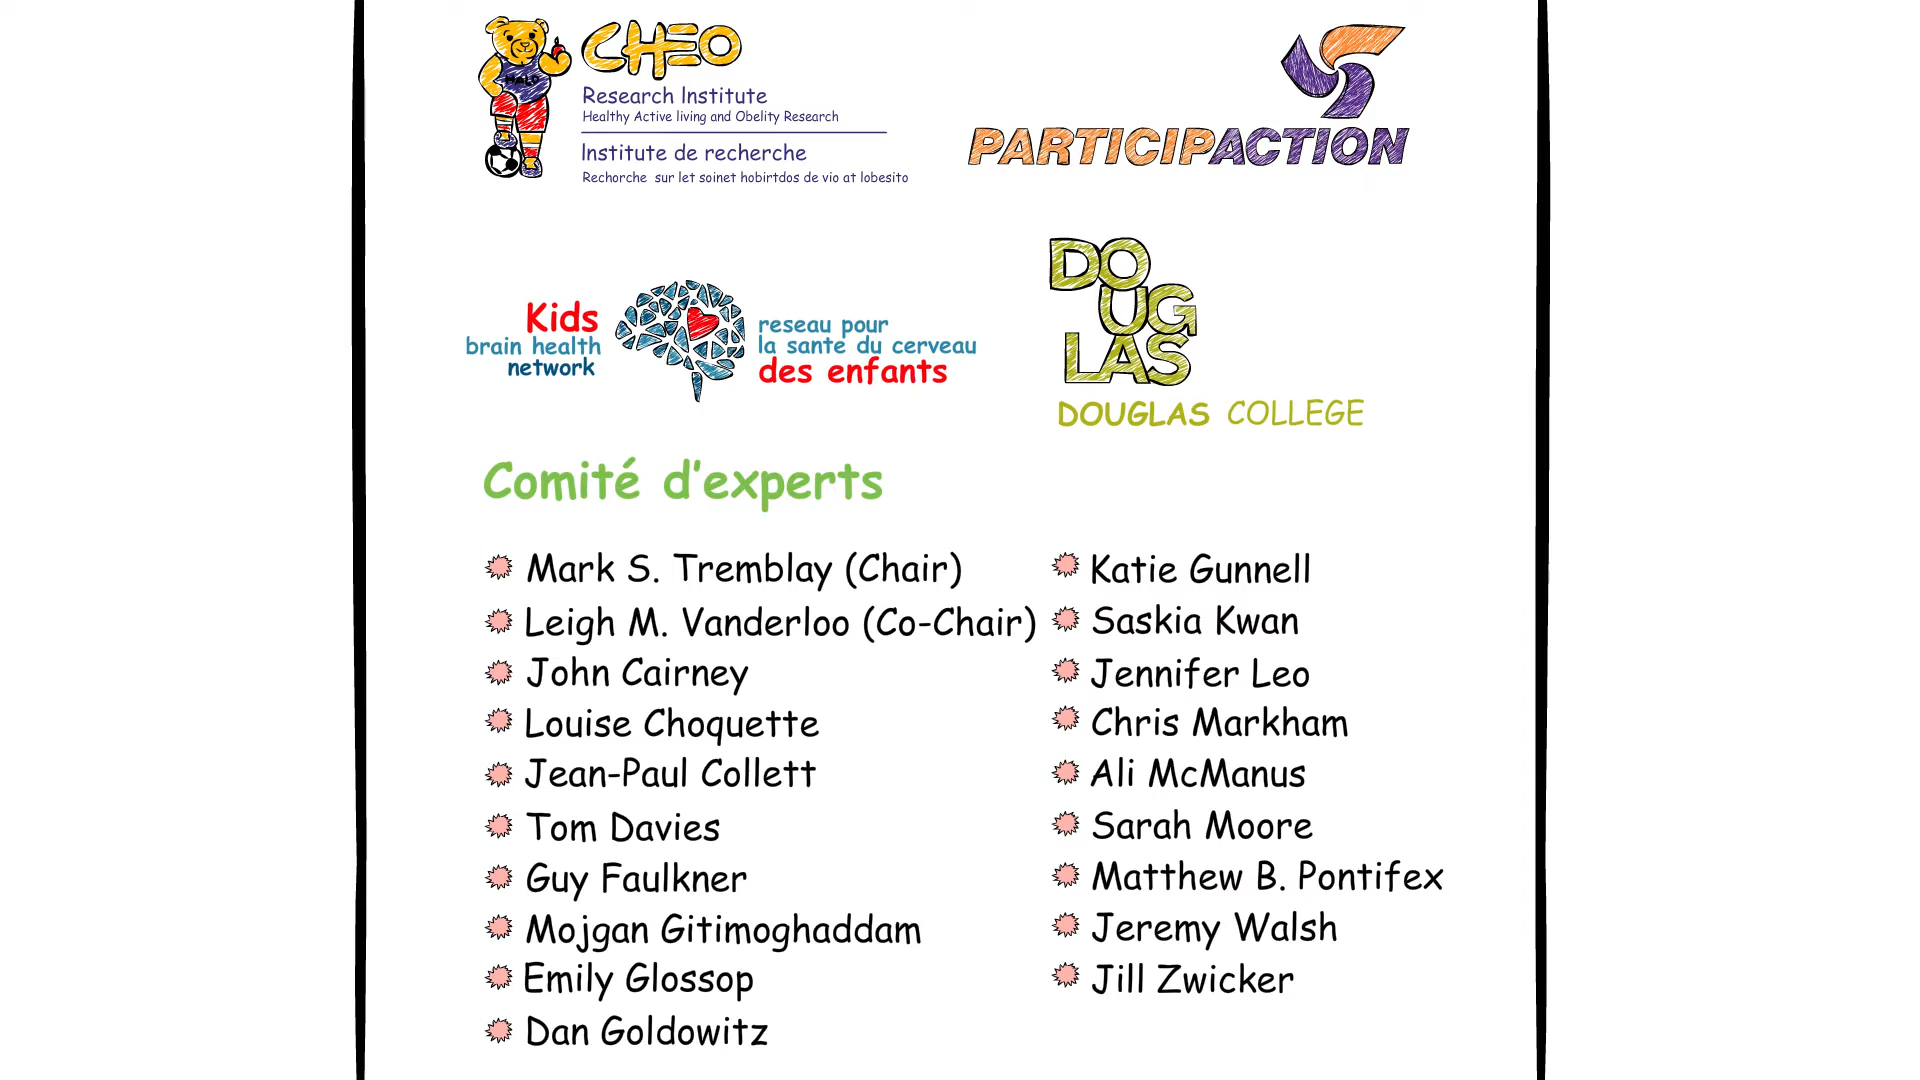 CHEO
Research Institute
Healthy Active living and Obelity Research
Institute de recherche
Rechorche sur let soinet hobirtdos de vio at lobesito
HALO
PARTICIPACTION
Kids
brain health
network
reseau pour
la sante du cerveau
des enfants
DO
UG
LAS
DOUGLAS COLLEGE
Comité d'experts
Mark S. Tremblay (Chair)
Leigh M. Vanderloo (Co-Chair)
John Cairney
Louise Choquette
Jean-Paul Collett
Tom Davies
Guy Faulkner
Mojgan Gitimoghaddam
Emily Glossop
Dan Goldowitz
Katie Gunnell
Saskia Kwan
Jennifer Leo
Chris Markham
Ali McManus
Sarah Moore
Matthew B. Pontifex
Jeremy Walsh
Jill Zwicker